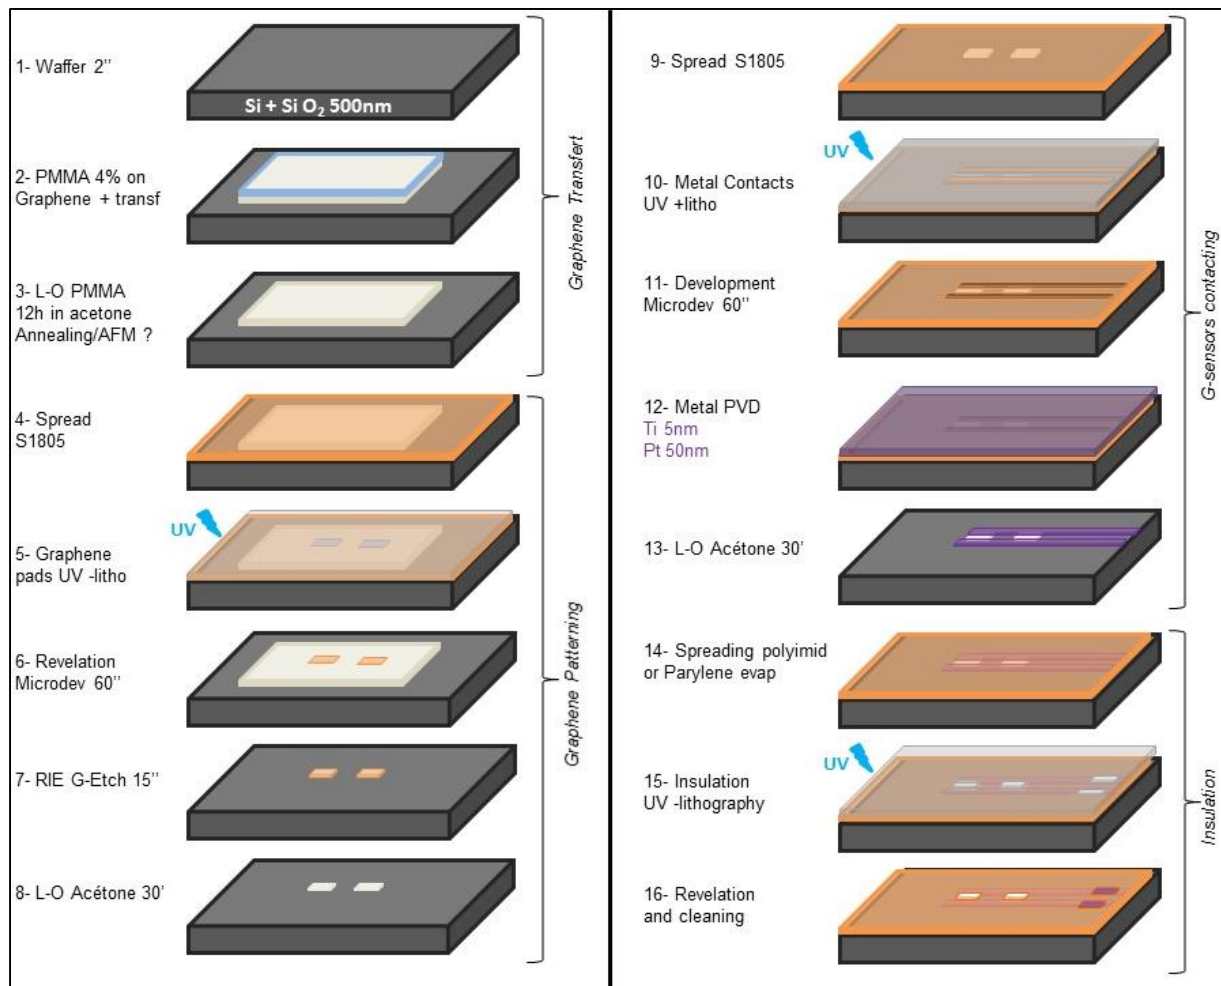 1- Waffer 2''
Si + Si O2 500nm
2- PMMA 4% on
Graphene + transf
3- L-O PMMA
12h in acetone
Annealing/AFM ?
Graphene Transfert
4- Spread
S1805
UV
5- Graphene
pads UV -litho
6- Revelation
Microdev 60''
7- RIE G-Etch 15''
8- L-O Acétone 30'
Graphene Patterning
9- Spread S1805
UV
10- Metal Contacts
UV +litho
11- Development
Microdev 60''
12- Metal PVD
Ti 5nm
Pt 50nm
13- L-O Acétone 30'
G-sensors contacting
14- Spreading polyimid
or Parylene evap
UV
15- Insulation
UV -lithography
16- Revelation
and cleaning
Insulation